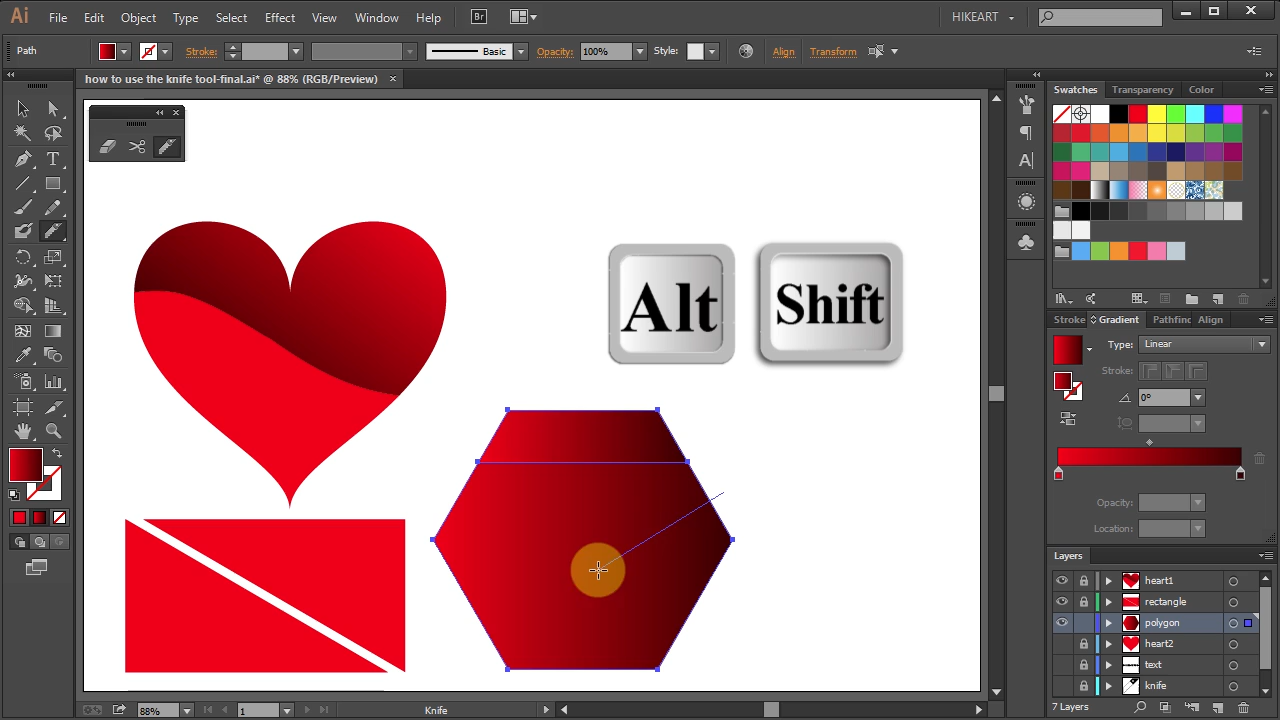 Ai File Edit Object Type Select Effect View Window Help Br HIKEART
Path Stroke: Basic Opacity: 100% Style: Align Transform
how to use the knife tool-final.ai* @ 88% (RGB/Preview) ×
Swatches Transparency Color
Alt Shift
Stroke Gradient Pathfinc Align
Type: Linear
Stroke:
0°
Opacity:
Location:
Layers
heart1
rectangle
polygon
heart2
text
knife
7 Layers
88% 1 Knife